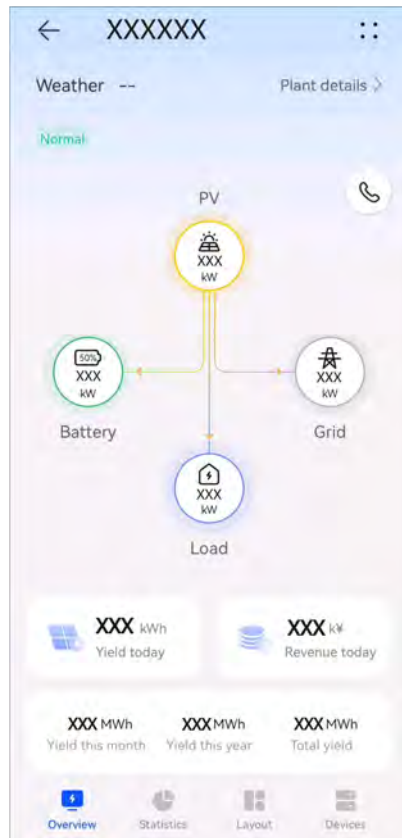 XXXXXX
Weather --
Plant details >
Normal
PV
XXX
kW
50%
XXX
kW
XXX
kW
Battery
Grid
XXX
kW
Load
XXX kWh
Yield today
XXX k¥
Revenue today
XXX MWh
Yield this month
XXX MWh
Yield this year
XXX MWh
Total yield
Overview
Statistics
Layout
Devices